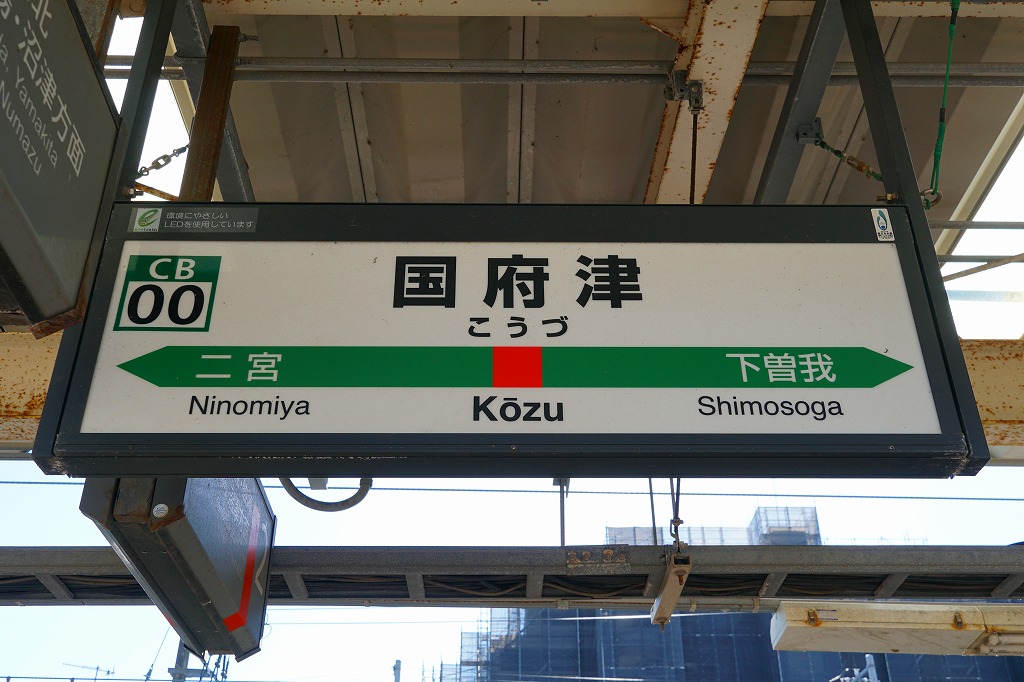 沼津方面
Yamakita
Numazu
環境にやさしい
LEDを使用しています
CB
00
国府津
こうづ
二宮
下曽我
Ninomiya
Kōzu
Shimosoga